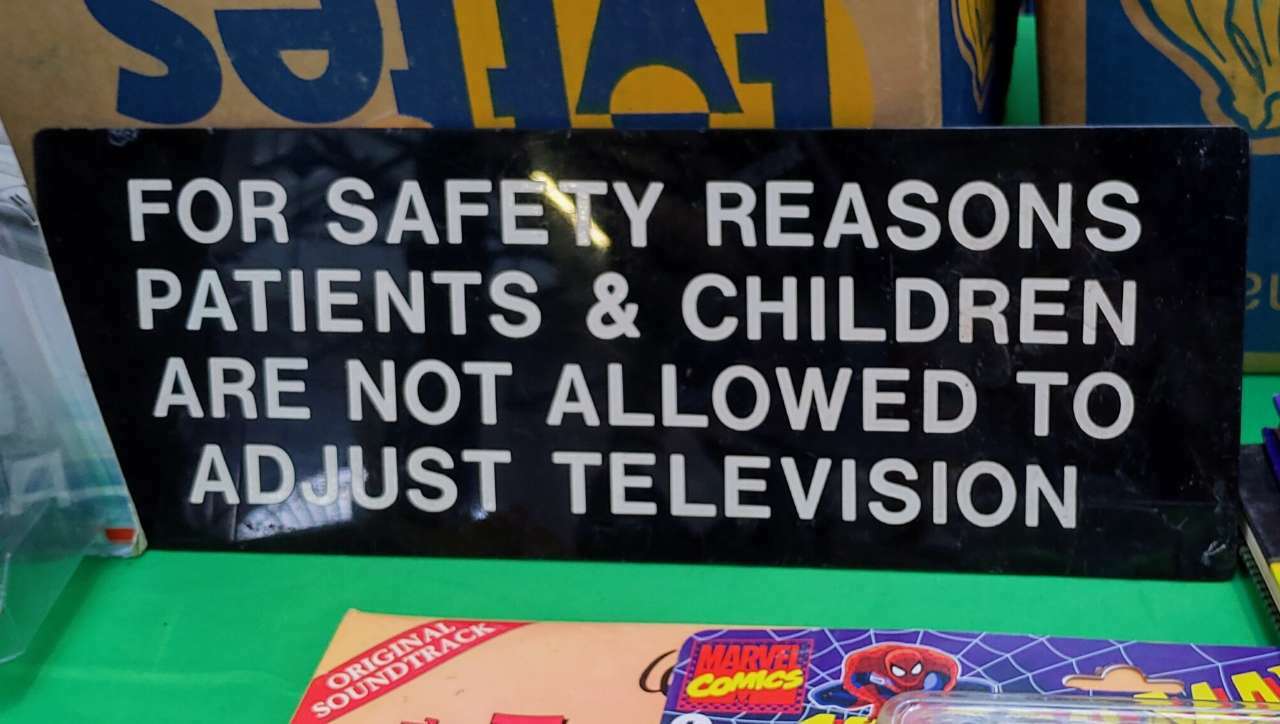 FOR SAFETY REASONS
PATIENTS & CHILDREN
ARE NOT ALLOWED TO
ADJUST TELEVISION
ORIGINAL
SOUNDTRACK
MARVEL
COMICS